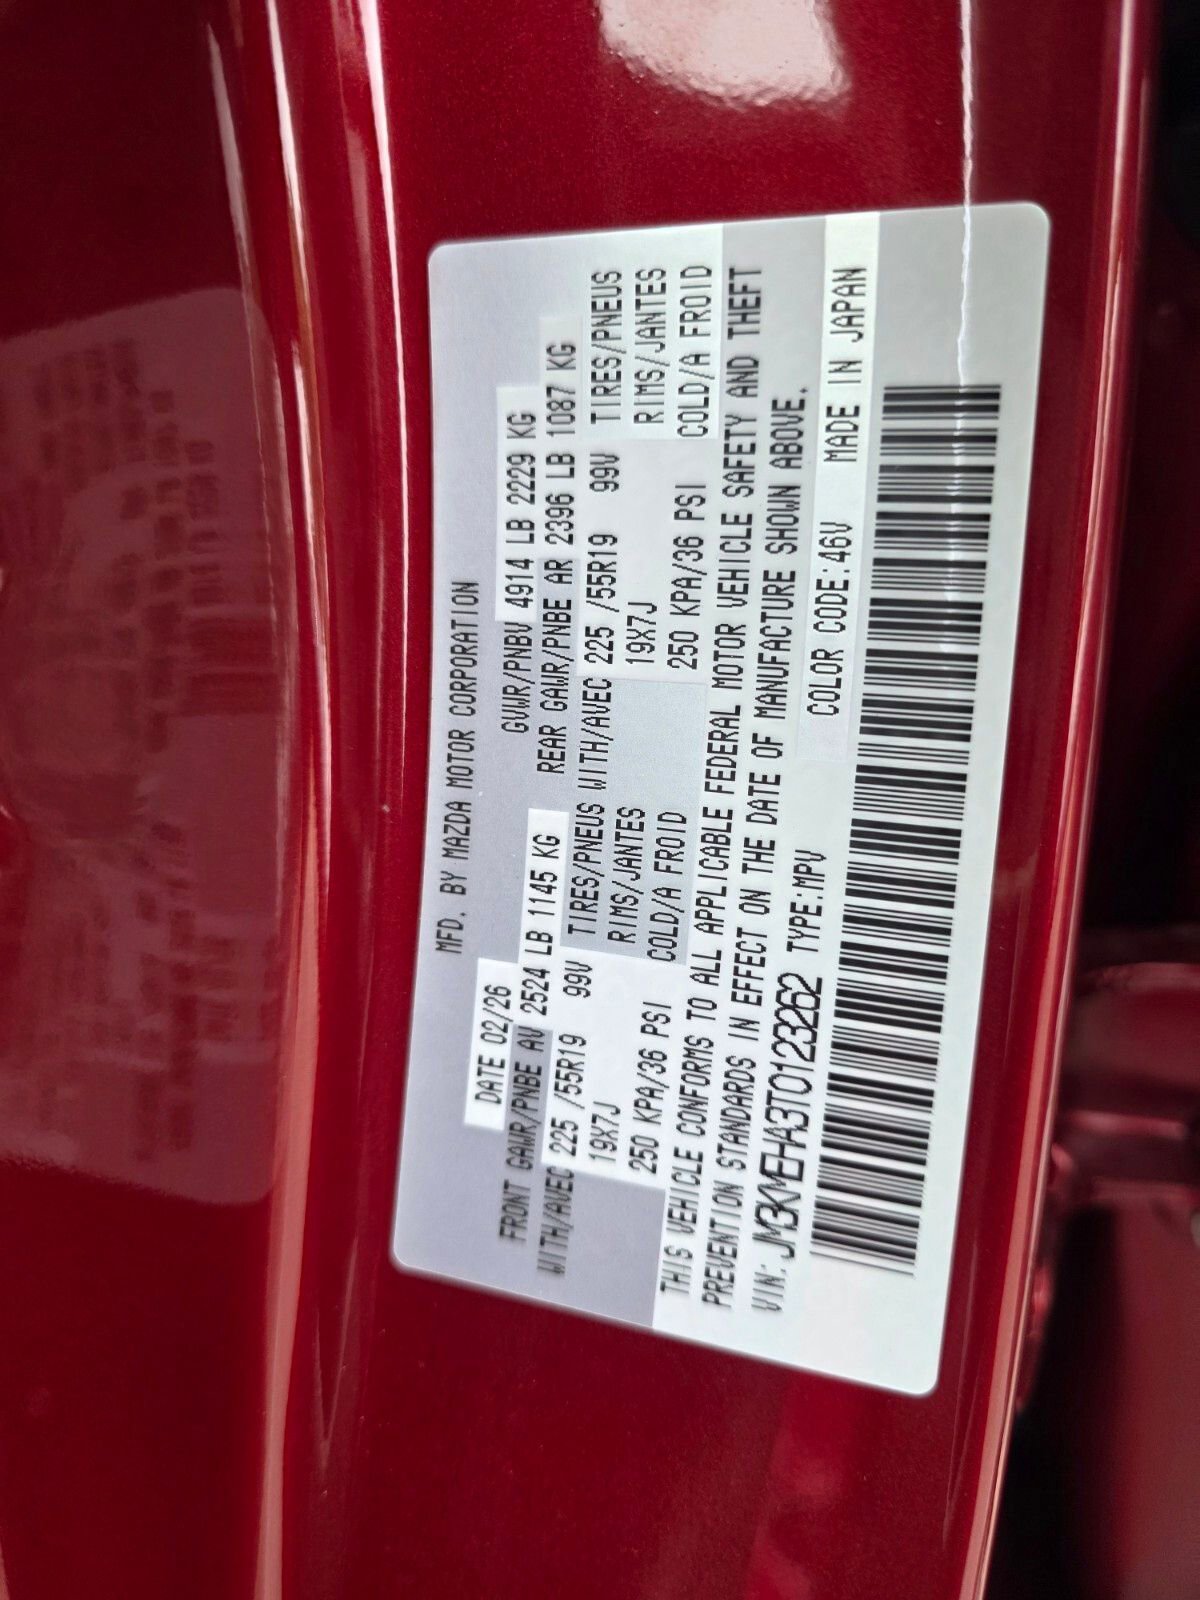 MFD. BY MAZDA MOTOR CORPORATION
DATE 02/26 GVWR/PNBV 4914 LB 2229 KG
FRONT GAWR/PNBE AV 2524 LB 1145 KG REAR GAWR/PNBE AR 2396 LB 1087 KG
WITH/AVEC 225 /55R19 99V TIRES/PNEUS WITH/AVEC 225 /55R19 99V TIRES/PNEUS
19X7J RIMS/JANTES 19X7J RIMS/JANTES
250 KPA/36 PSI COLD/A FROID 250 KPA/36 PSI COLD/A FROID
THIS VEHICLE CONFORMS TO ALL APPLICABLE FEDERAL MOTOR VEHICLE SAFETY AND THEFT
PREVENTION STANDARDS IN EFFECT ON THE DATE OF MANUFACTURE SHOWN ABOVE.
VIN: JM3KMEHA3T0123262 TYPE:MPV COLOR CODE:46V MADE IN JAPAN